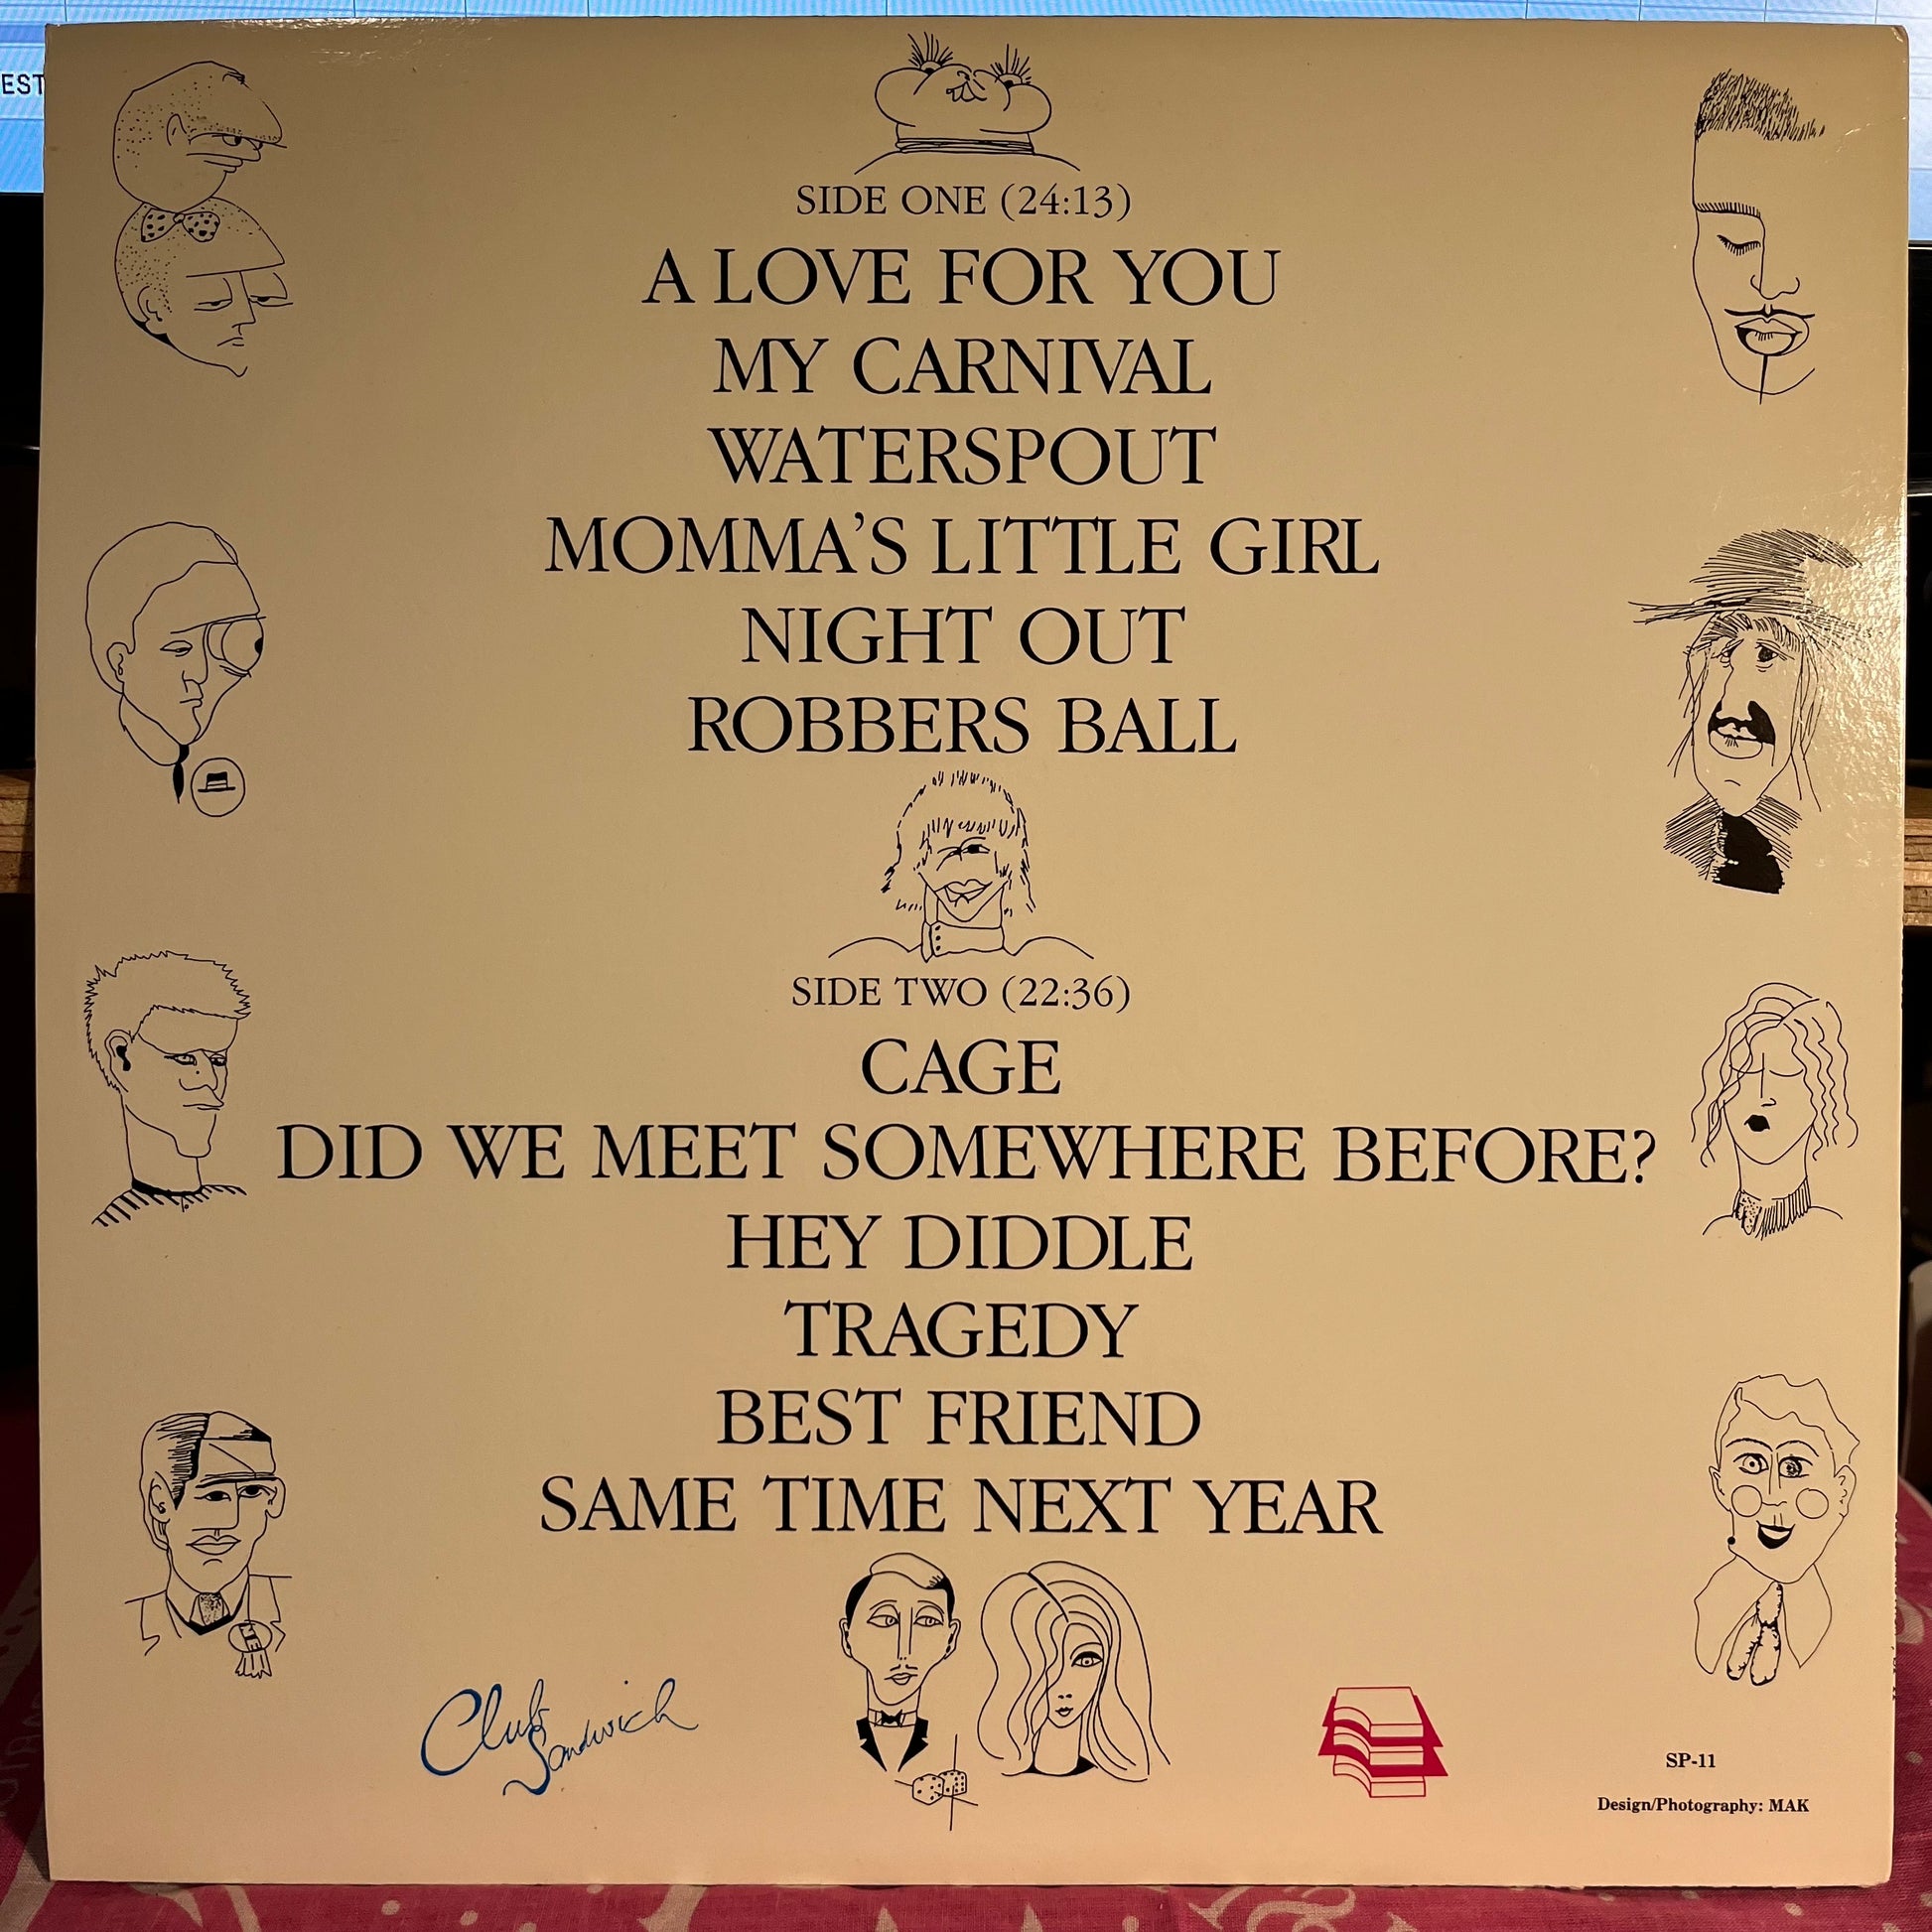 EST
SIDE ONE (24:13)
A LOVE FOR YOU
MY CARNIVAL
WATERSPOUT
MOMMA'S LITTLE GIRL
NIGHT OUT
ROBBERS BALL
SIDE TWO (22:36)
CAGE
DID WE MEET SOMEWHERE BEFORE?
HEY DIDDLE
TRAGEDY
BEST FRIEND
SAME TIME NEXT YEAR
Club
Sandwich
SP-11
Design/Photography: MAK